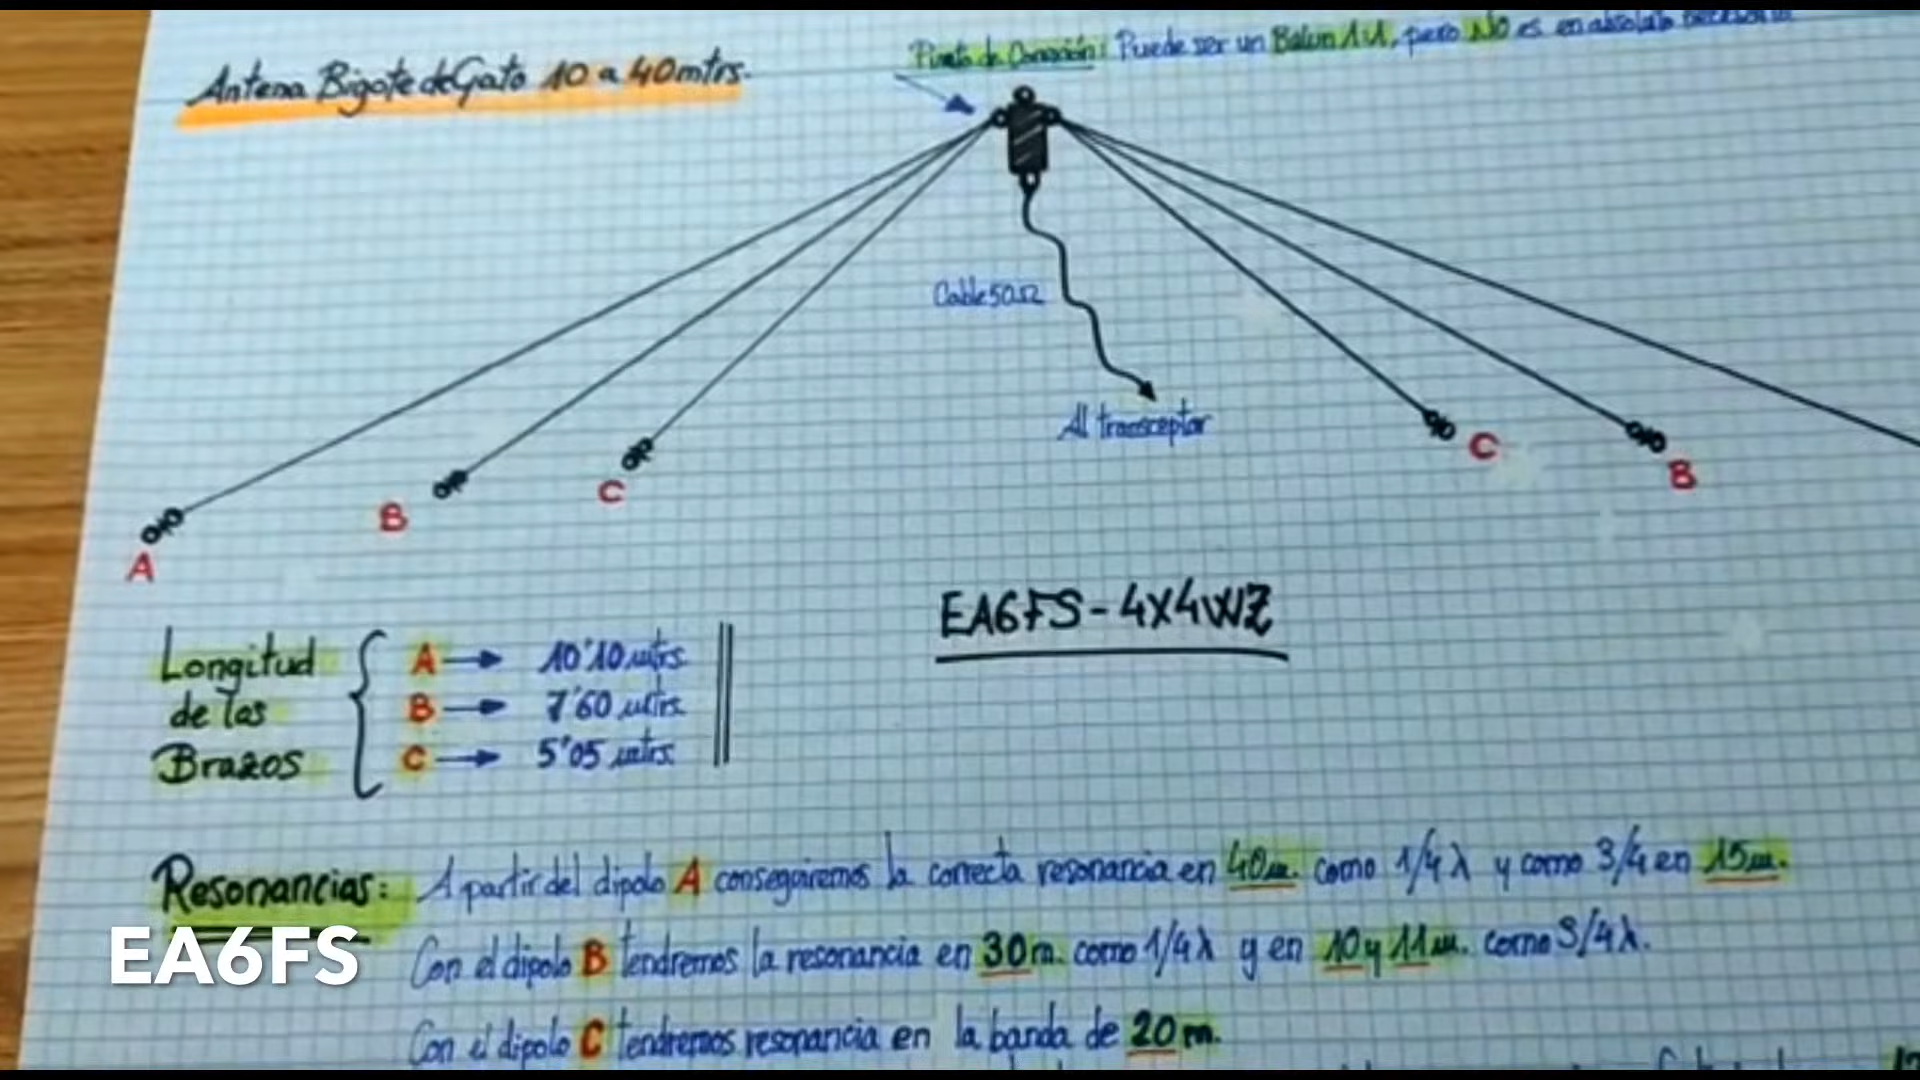 Antena Bigote de Gato 10 a 40mtrs.
Punto de Conexión: Puede ser un Balun 1:1, pero NO es en absoluto necesario
Cable 50Ω
Al transceptor
C
B
C
B
A
EA6FS-4X4WZ
Longitud de las Brazos
A → 10'10 mtrs.
B → 7'60 mtrs.
C → 5'05 mtrs.
Resonancias: A partir del dipolo A conseguiremos la correcta resonancia en 40m. como 1/4 λ y como 3/4 en 15m.
EA6FS
Con el dipolo B tendremos la resonancia en 30m. como 1/4 λ y en 10 y 11m. como 3/4 λ.
Con el dipolo C tendremos resonancia en la banda de 20m.